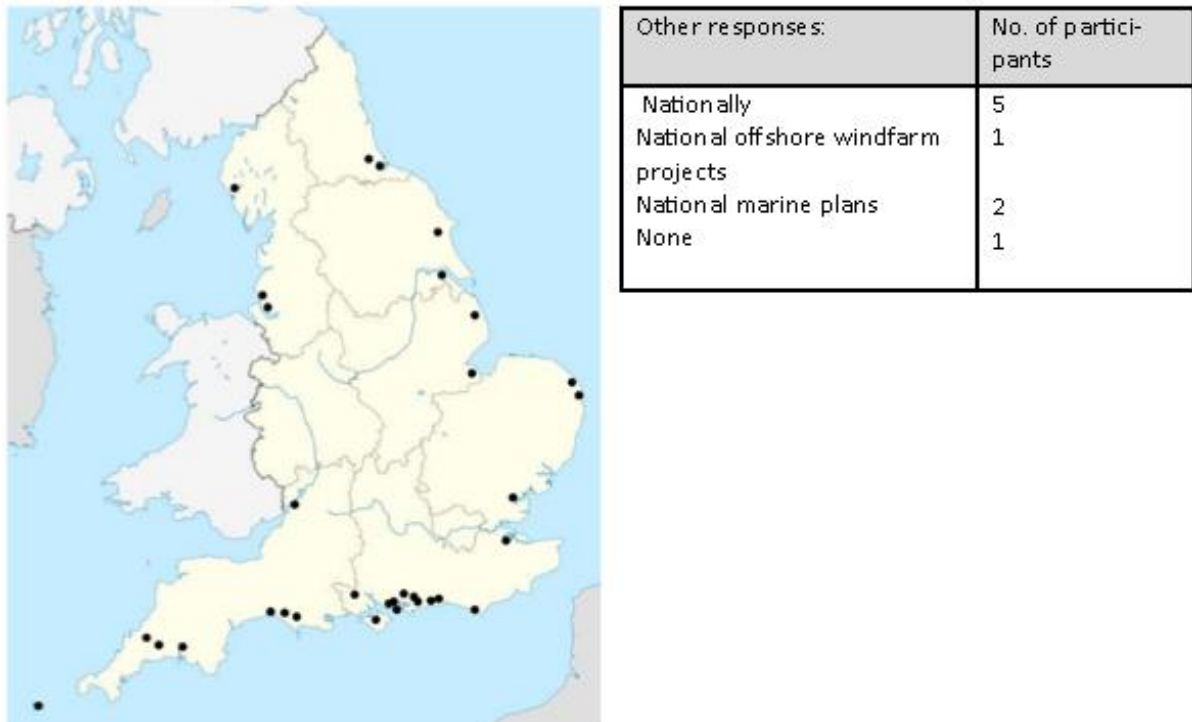 Other responses:
No. of partici-
pants
Nationally
5
National offshore windfarm
1
projects
National marine plans
2
None
1